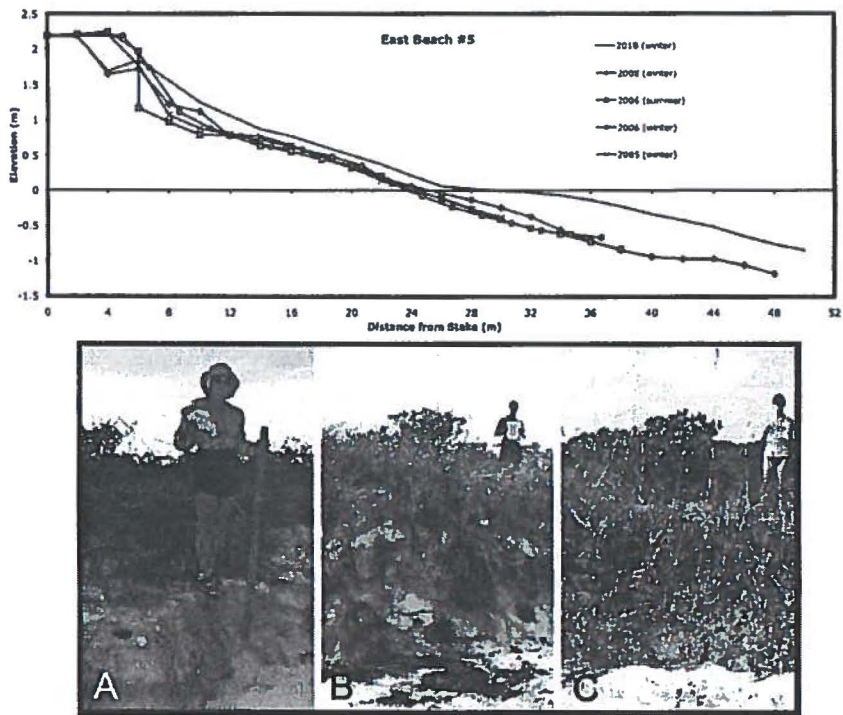 East Beach #5
2018 (winter)
2008 (winter)
2006 (summer)
2006 (winter)
2005 (winter)
Elevation (m)
2.5
2
1.5
1
0.5
0
-0.5
-1
-1.5
0 4 8 12 16 20 24 28 32 36 40 44 48 52
Distance from Stake (m)
A B C